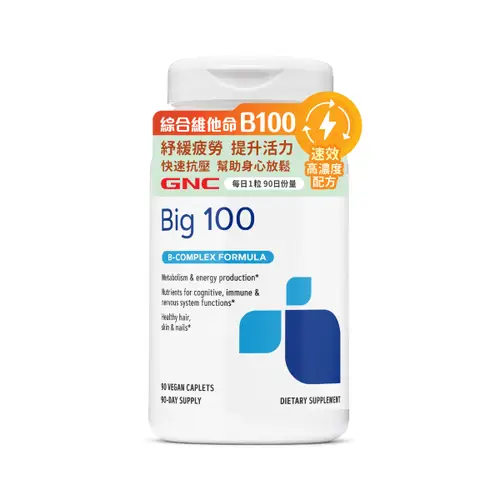 綜合維他命B100
紓緩疲勞 提升活力
快速抗壓 幫助身心放鬆
GNC 每日1粒 90日份量
速效
高濃度
配方
Big 100
B-COMPLEX FORMULA
Metabolism & energy production*
Nutrients for cognitive, immune &
nervous system functions*
Healthy hair,
skin & nails*
90 VEGAN CAPLETS
90-DAY SUPPLY
DIETARY SUPPLEMENT